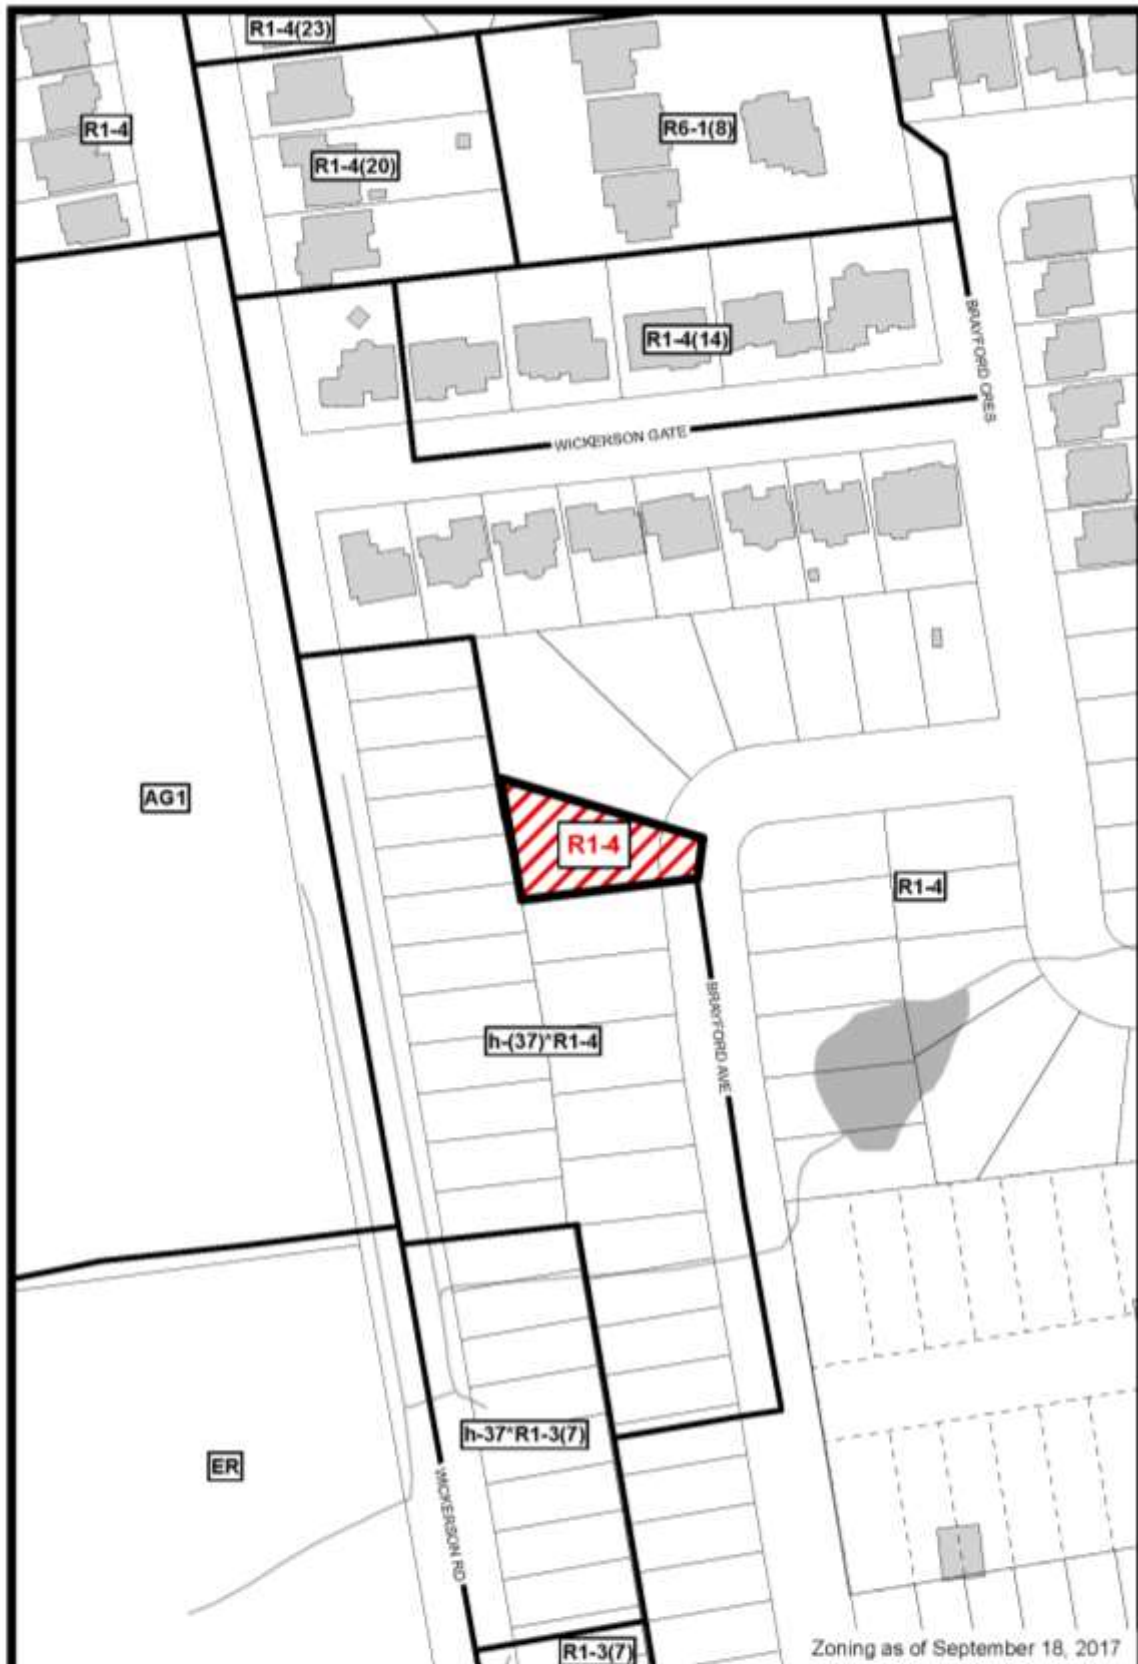 R1-4(23)
R1-4
R6-1(8)
R1-4(20)
R1-4(14)
BRAYFORD CRES
WICKERSON GATE
AG1
R1-4
R1-4
h-(37)*R1-4
BRAYFORD AVE
h-37*R1-3(7)
ER
WICKERSON RD
R1-3(7)
Zoning as of September 18, 2017